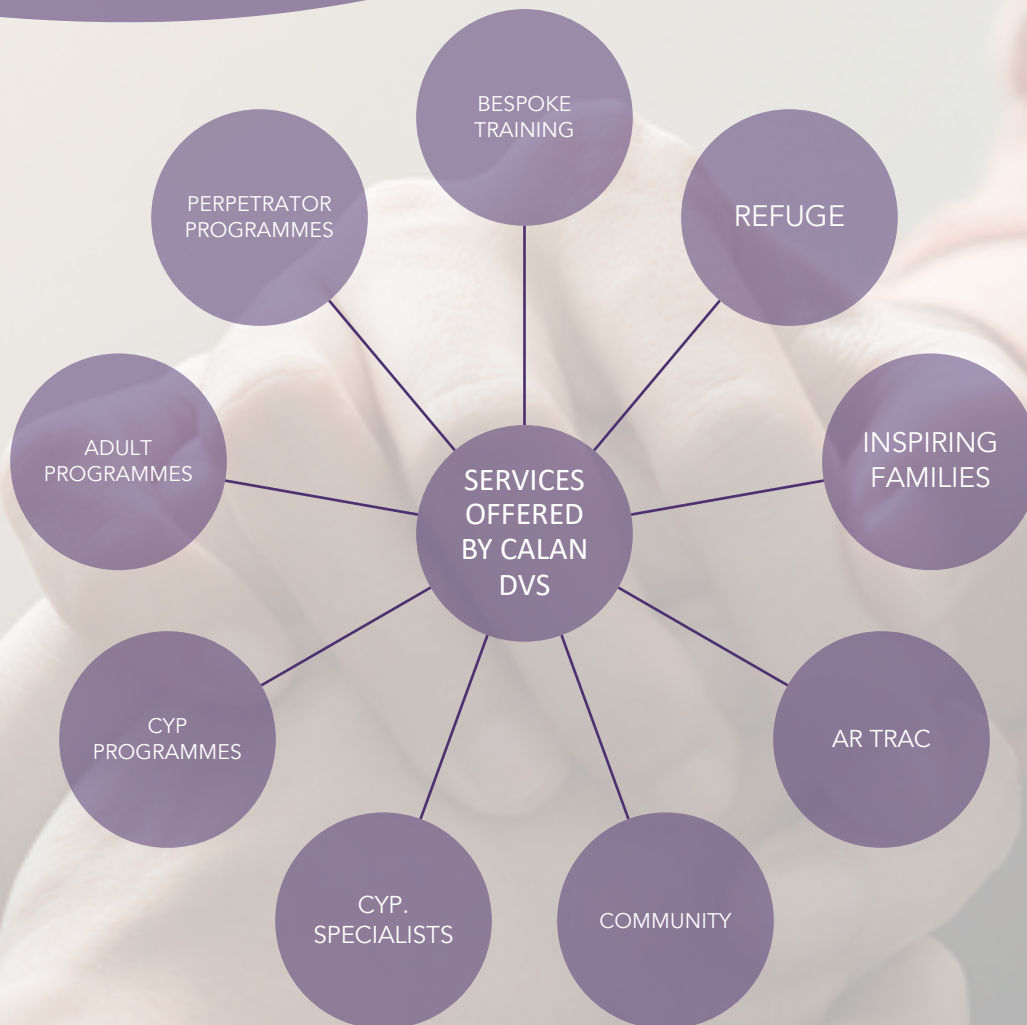 BESPOKE
TRAINING
REFUGE
INSPIRING
FAMILIES
AR TRAC
COMMUNITY
CYP.
SPECIALISTS
CYP
PROGRAMMES
ADULT
PROGRAMMES
PERPETRATOR
PROGRAMMES
SERVICES
OFFERED
BY CALAN
DVS